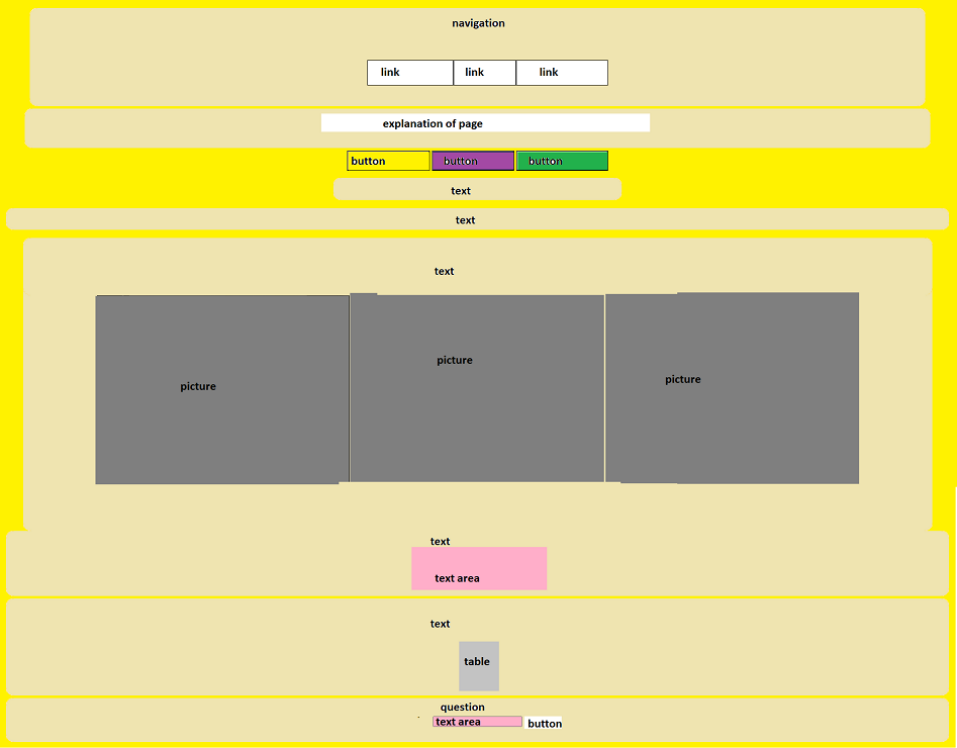 navigation
link link link
explanation of page
button button button
text
text
text
picture picture picture
text
text area
text
table
question
text area button